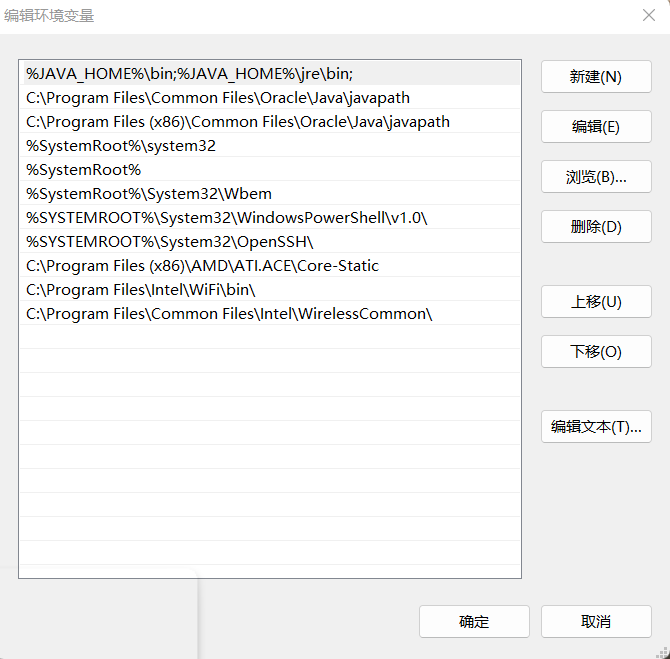 编辑环境变量
%JAVA_HOME%\bin;%JAVA_HOME%\jre\bin;
C:\Program Files\Common Files\Oracle\Java\javapath
C:\Program Files (x86)\Common Files\Oracle\Java\javapath
%SystemRoot%\system32
%SystemRoot%
%SystemRoot%\System32\Wbem
%SYSTEMROOT%\System32\WindowsPowerShell\v1.0\
%SYSTEMROOT%\System32\OpenSSH\
C:\Program Files (x86)\AMD\ATI.ACE\Core-Static
C:\Program Files\Intel\WiFi\bin\
C:\Program Files\Common Files\Intel\WirelessCommon\
新建(N)
编辑(E)
浏览(B)...
删除(D)
上移(U)
下移(O)
编辑文本(T)...
确定
取消